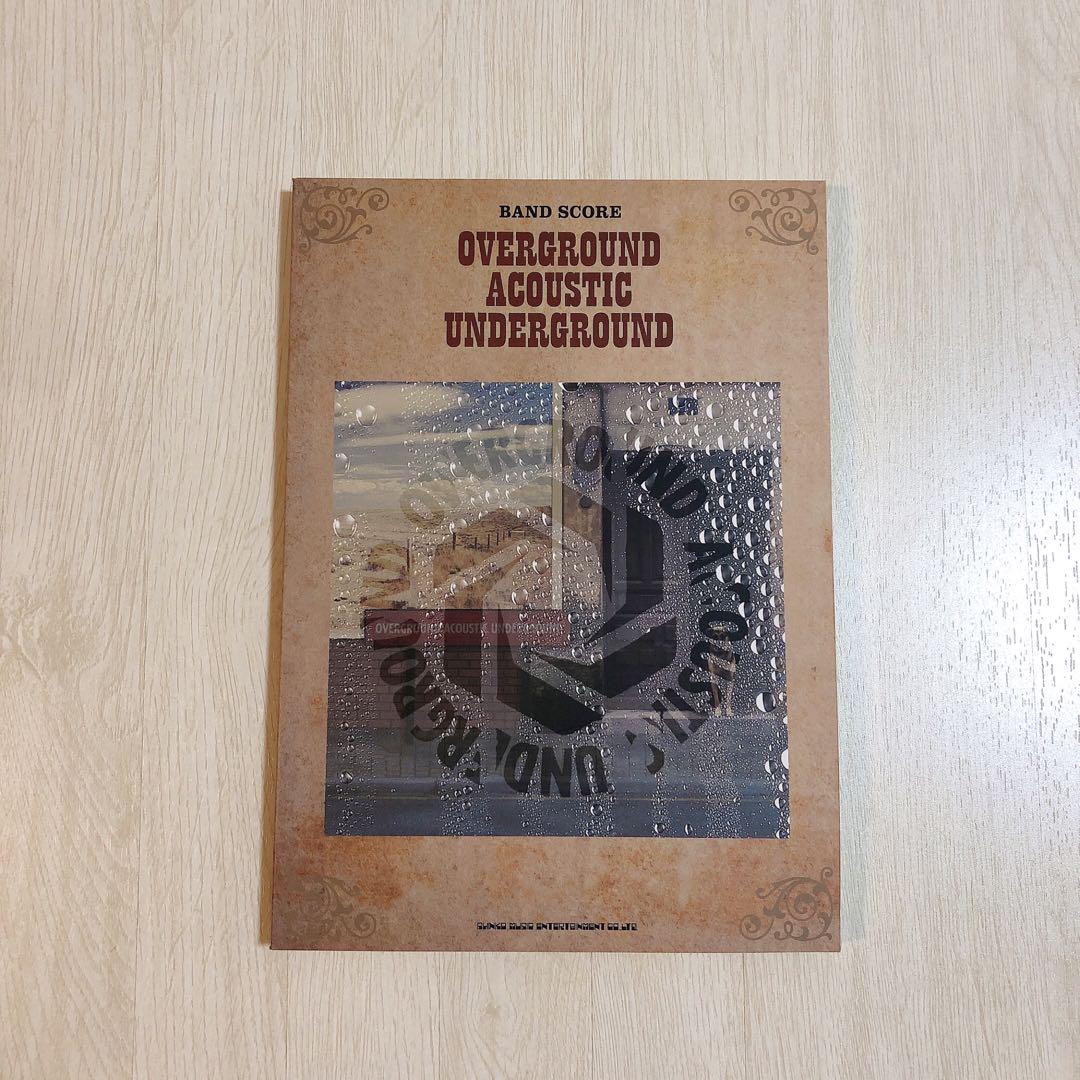 BAND SCORE
OVERGROUND
ACOUSTIC
UNDERGROUND
OVERGROUND ACOUSTIC UNDERGROUND
OVERGROUND ACOUSTIC UNDERGROUND
SHINKO MUSIC ENTERTAINMENT CO.,LTD.